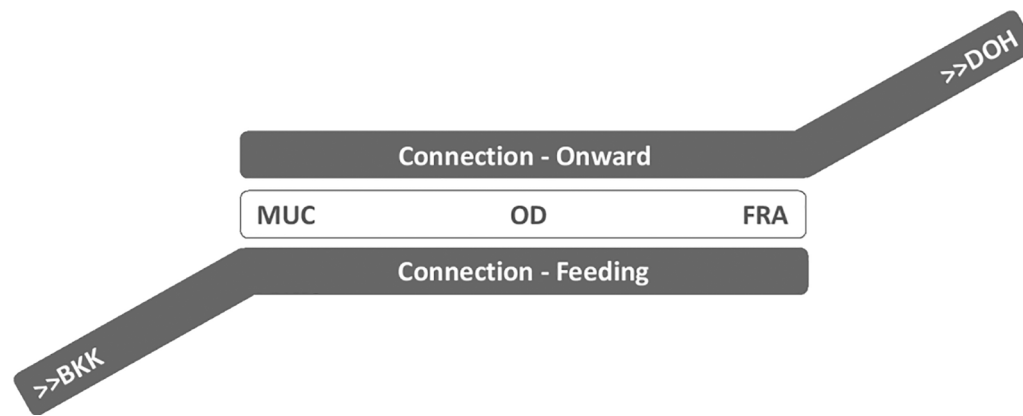 >>DOH
Connection - Onward
MUC OD FRA
Connection - Feeding
>>BKK